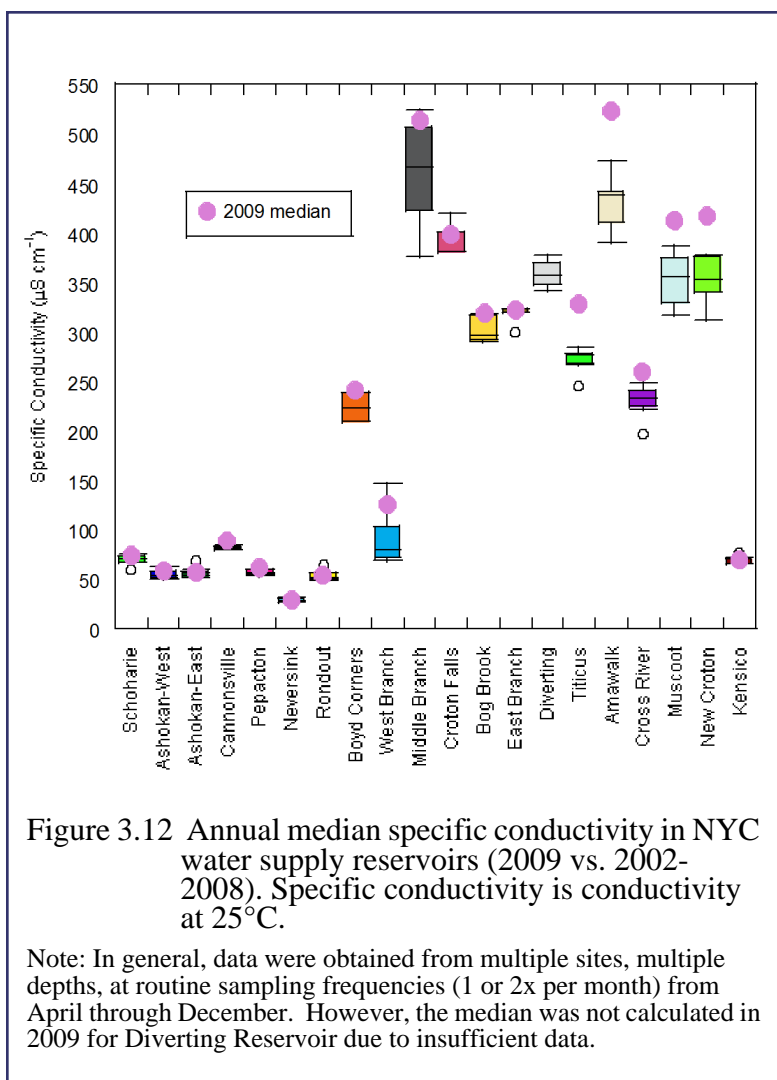 550
500
450
400
350
300
250
200
150
100
50
0
Specific Conductivity (µS cm⁻¹)
2009 median
Schoharie
Ashokan-West
Ashokan-East
Cannonsville
Pepacton
Neversink
Rondout
Boyd Corners
West Branch
Middle Branch
Croton Falls
Bog Brook
East Branch
Diverting
Titicus
Amawalk
Cross River
Muscoot
New Croton
Kensico
Figure 3.12 Annual median specific conductivity in NYC
water supply reservoirs (2009 vs. 2002-
2008). Specific conductivity is conductivity
at 25°C.
Note: In general, data were obtained from multiple sites, multiple
depths, at routine sampling frequencies (1 or 2x per month) from
April through December. However, the median was not calculated in
2009 for Diverting Reservoir due to insufficient data.